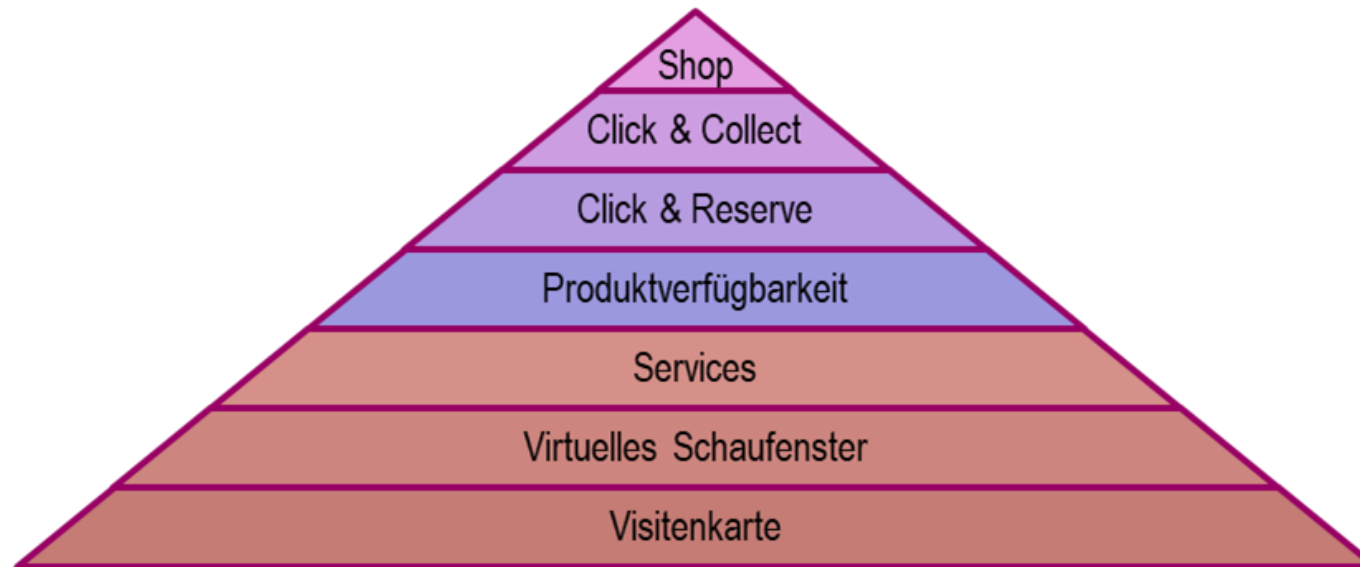 Shop
Click & Collect
Click & Reserve
Produktverfügbarkeit
Services
Virtuelles Schaufenster
Visitenkarte